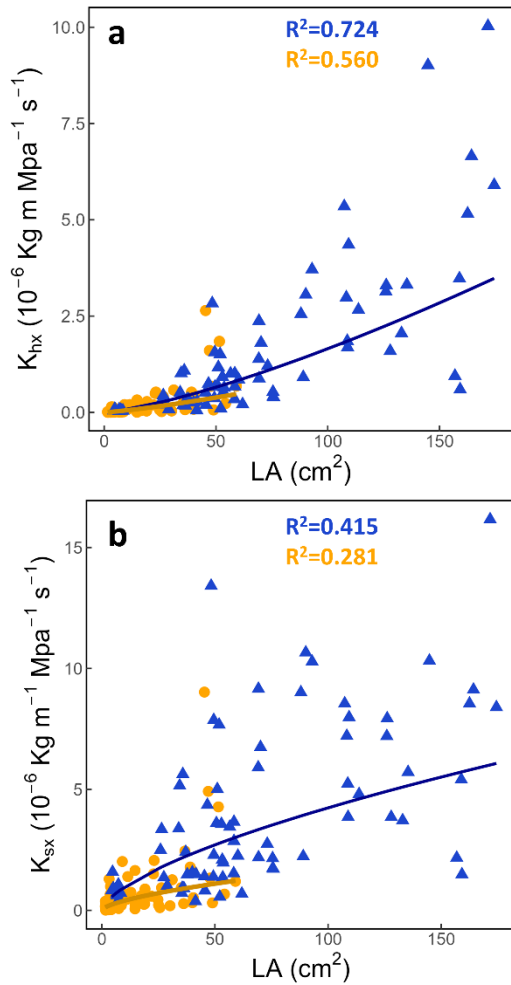 a
R²=0.724
R²=0.560
10.0
7.5
5.0
2.5
0.0
Khx (10⁻⁶ Kg m Mpa⁻¹ s⁻¹)
0 50 100 150
LA (cm²)
b
R²=0.415
R²=0.281
15
10
5
0
Ksx (10⁻⁶ Kg m⁻¹ Mpa⁻¹ s⁻¹)
0 50 100 150
LA (cm²)